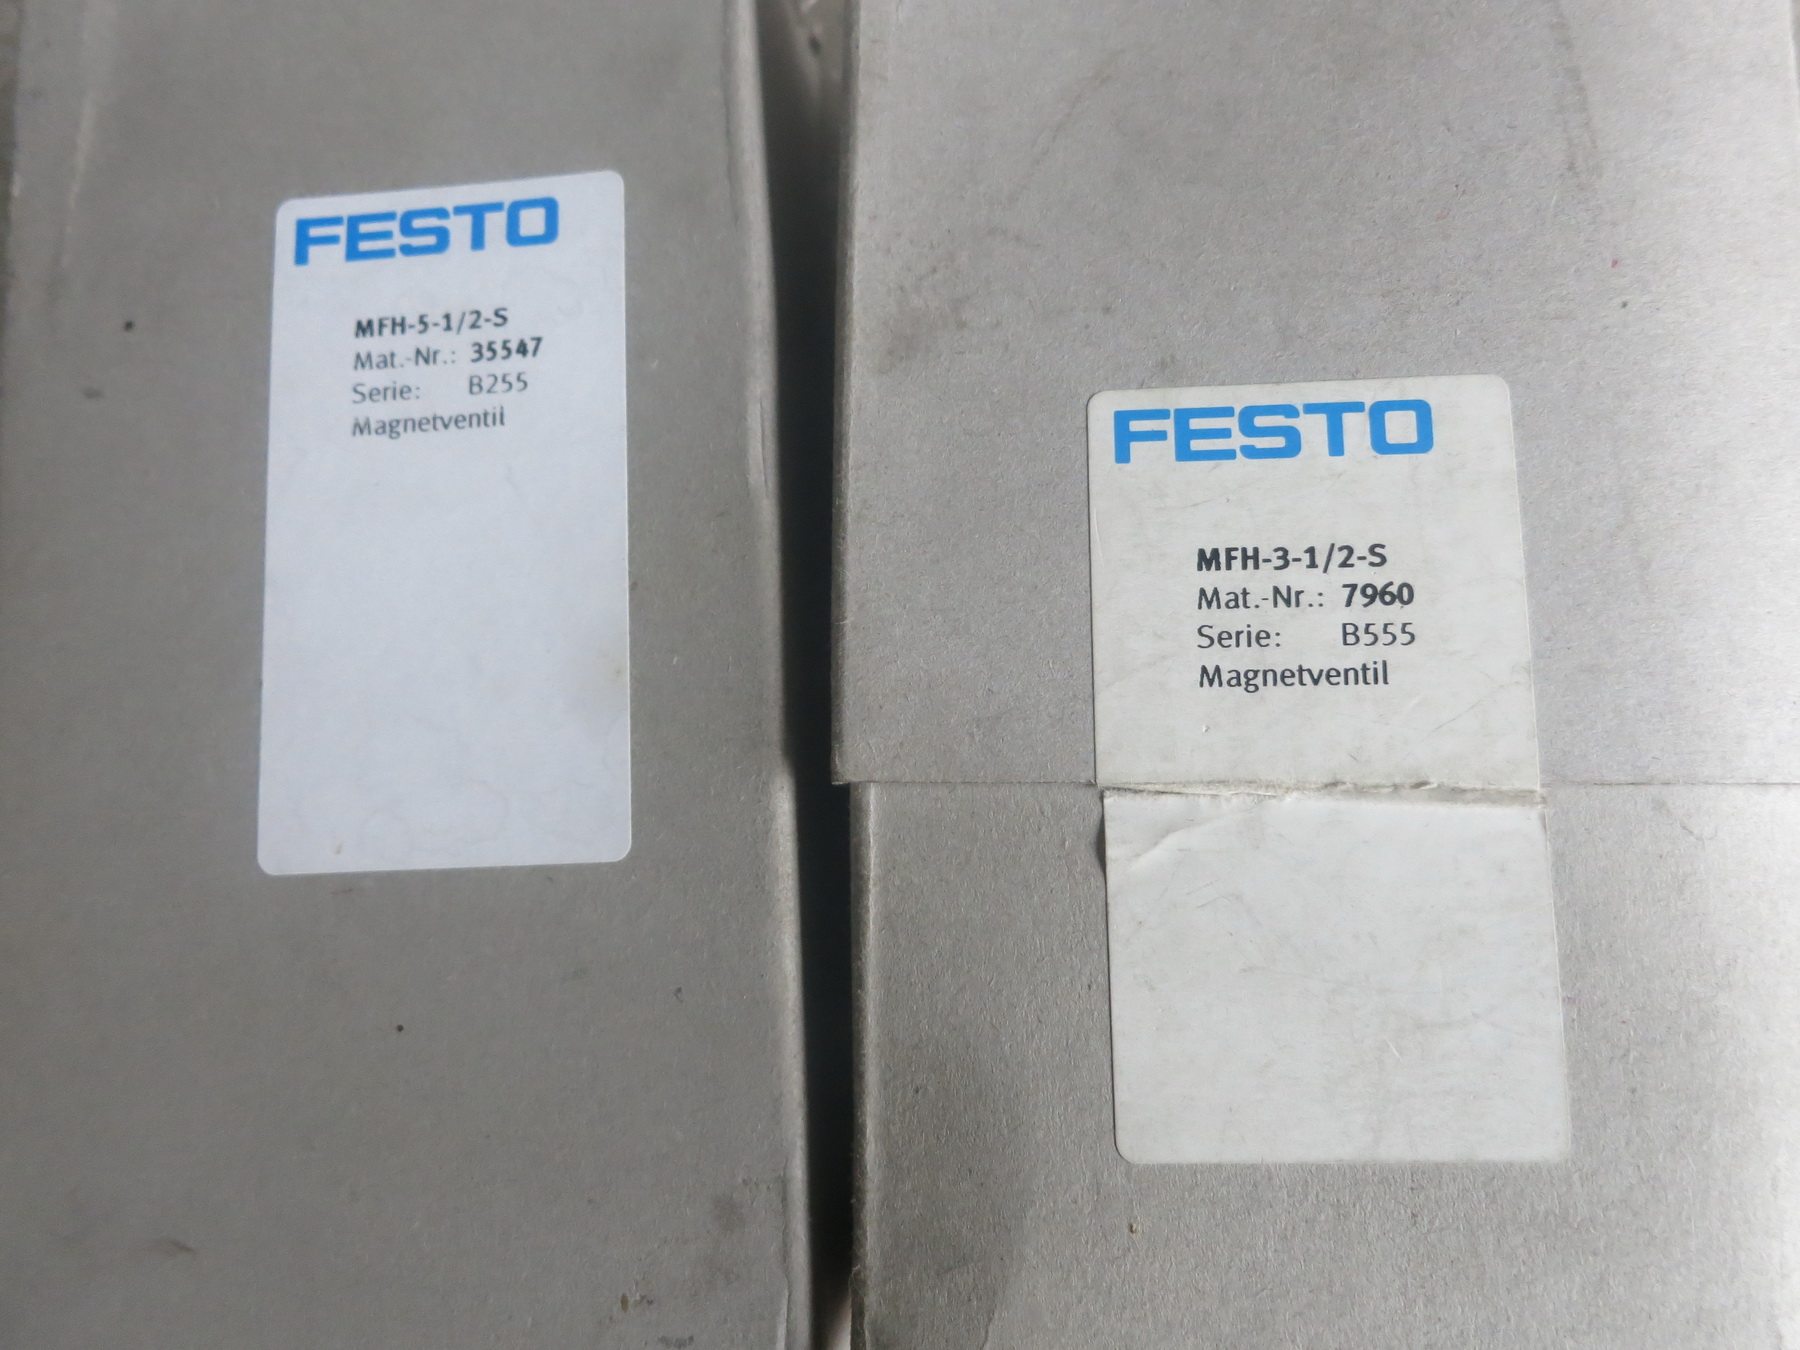 FESTO
MFH-5-1/2-S
Mat.-Nr.: 35547
Serie: B255
Magnetventil
FESTO
MFH-3-1/2-S
Mat.-Nr.: 7960
Serie: B555
Magnetventil